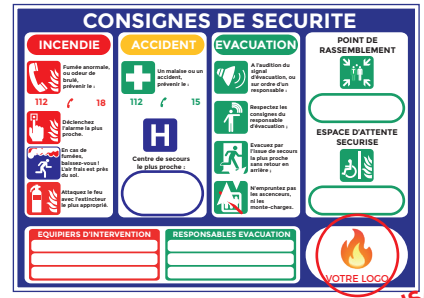 CONSIGNES DE SECURITE
INCENDIE
Fumée anormale,
ou odeur de
brulé,
prévenir le :
112
18
Déclenchez
l'alarme la plus
proche.
En cas de
fumées,
baissez-vous !
L'air frais est près
du sol.
Attaquez le feu
avec l'extincteur
le plus approprié.
ACCIDENT
Un malaise ou un
accident,
prévenir le :
112
15
H
Centre de secours
le plus proche :
EVACUATION
A l'audition du
signal
d'évacuation, ou
sur ordre d'un
responsable :
Respectez les
consignes du
responsable
d'évacuation :
Evacuez par
l'issue de secours
la plus proche
sans retour en
arrière :
N'empruntez pas
les ascenceurs,
ni les
monte-charges.
POINT DE
RASSEMBLEMENT
ESPACE D'ATTENTE
SECURISE
EQUIPIERS D'INTERVENTION
RESPONSABLES EVACUATION
VOTRE LOGO